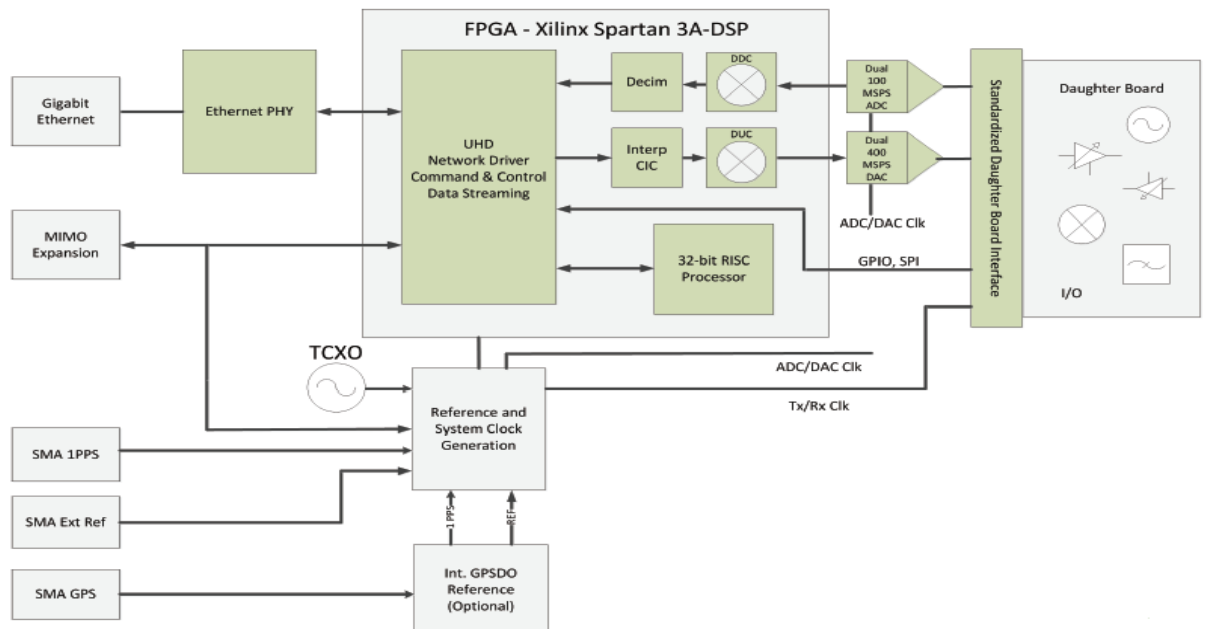 FPGA - Xilinx Spartan 3A-DSP
Gigabit
Ethernet
Ethernet PHY
UHD
Network Driver
Command & Control
Data Streaming
Decim
DDC
Dual
100
MSPS
ADC
Interp
CIC
DUC
Dual
400
MSPS
DAC
ADC/DAC Clk
Standardized Daughter Board Interface
Daughter Board
I/O
MIMO
Expansion
32-bit RISC
Processor
GPIO, SPI
TCXO
ADC/DAC Clk
Tx/Rx Clk
Reference and
System Clock
Generation
SMA 1PPS
SMA Ext Ref
1 PPS
REF
SMA GPS
Int. GPSDO
Reference
(Optional)